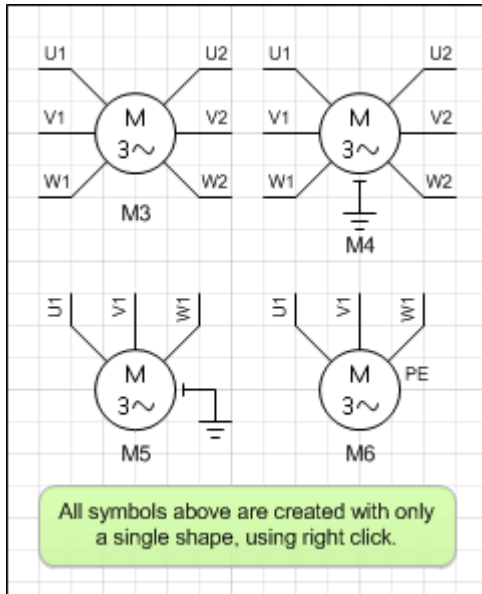 U1 U2 U1 U2
M M
V1 V2 V1 V2
3~ 3~
W1 W2 W1 W2
M3
M4
U1 V1 W1 U1 V1 W1
M M PE
3~ 3~
M5 M6
All symbols above are created with only
a single shape, using right click.